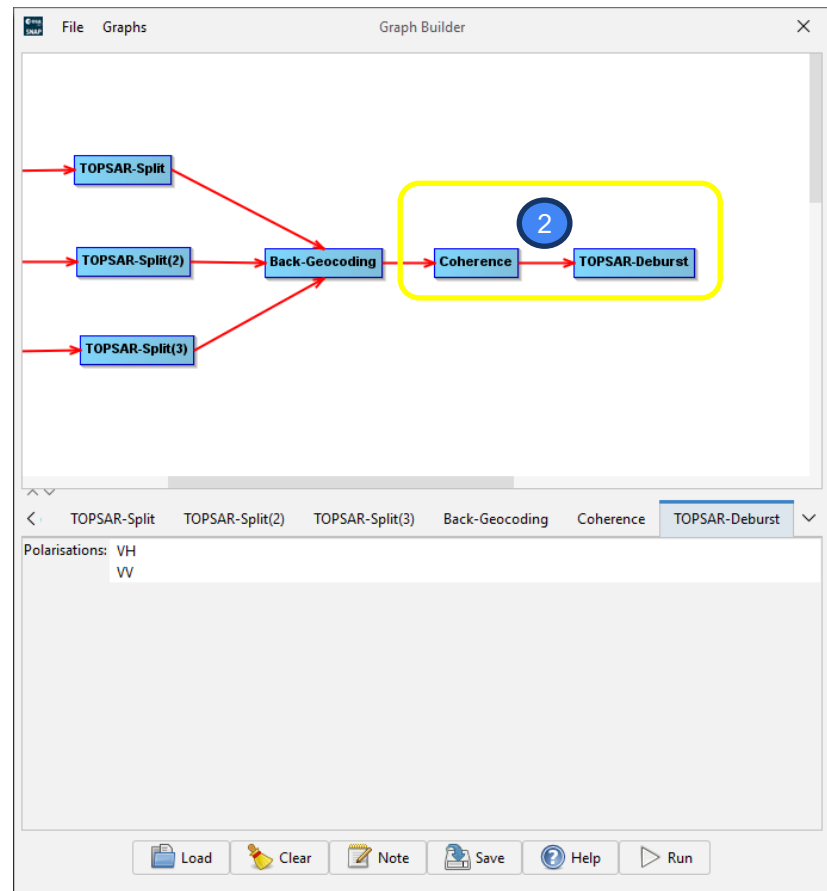 esa
SNAP
File Graphs Graph Builder
TOPSAR-Split
2
TOPSAR-Split(2) Back-Geocoding Coherence TOPSAR-Deburst
TOPSAR-Split(3)
TOPSAR-Split TOPSAR-Split(2) TOPSAR-Split(3) Back-Geocoding Coherence TOPSAR-Deburst
Polarisations: VH
VV
Load Clear Note Save Help Run